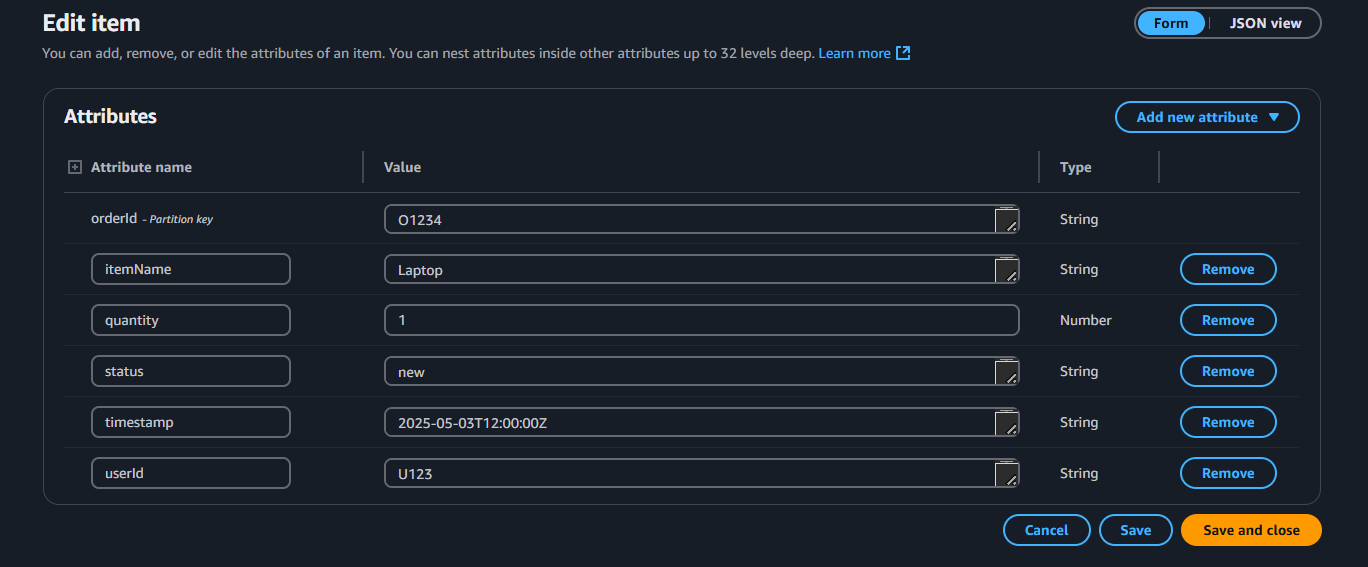 Edit item
Form JSON view
You can add, remove, or edit the attributes of an item. You can nest attributes inside other attributes up to 32 levels deep. Learn more
Attributes
Add new attribute
Attribute name Value Type
orderId - Partition key O1234 String
itemName Laptop String Remove
quantity 1 Number Remove
status new String Remove
timestamp 2025-05-03T12:00:00Z String Remove
userId U123 String Remove
Cancel Save Save and close